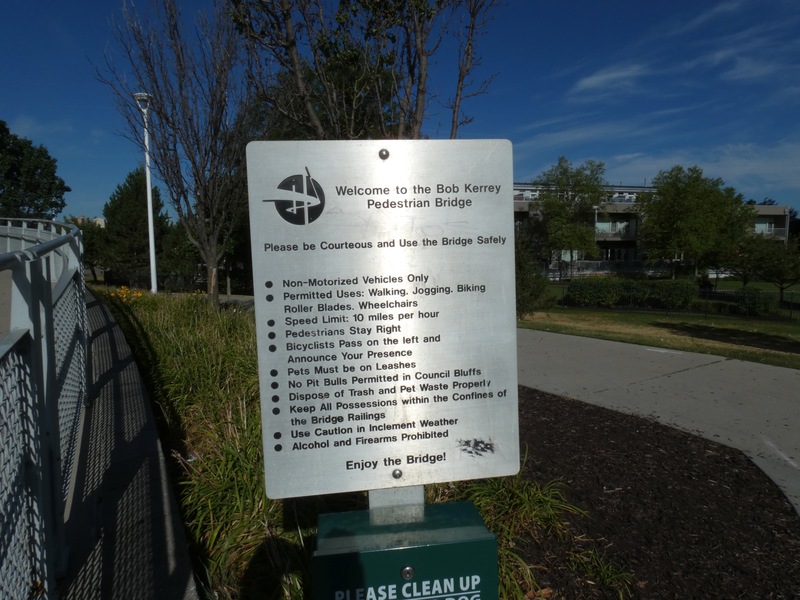 Welcome to the Bob Kerrey
Pedestrian Bridge
Please be Courteous and Use the Bridge Safely
● Non-Motorized Vehicles Only
● Permitted Uses: Walking, Jogging, Biking
Roller Blades, Wheelchairs
● Speed Limit: 10 miles per hour
● Pedestrians Stay Right
● Bicyclists Pass on the left and
Announce Your Presence
● Pets Must be on Leashes
● No Pit Bulls Permitted in Council Bluffs
● Dispose of Trash and Pet Waste Properly
● Keep All Possessions within the Confines of
the Bridge Railings
● Use Caution in Inclement Weather
● Alcohol and Firearms Prohibited
Enjoy the Bridge!
PLEASE CLEAN UP
DOG